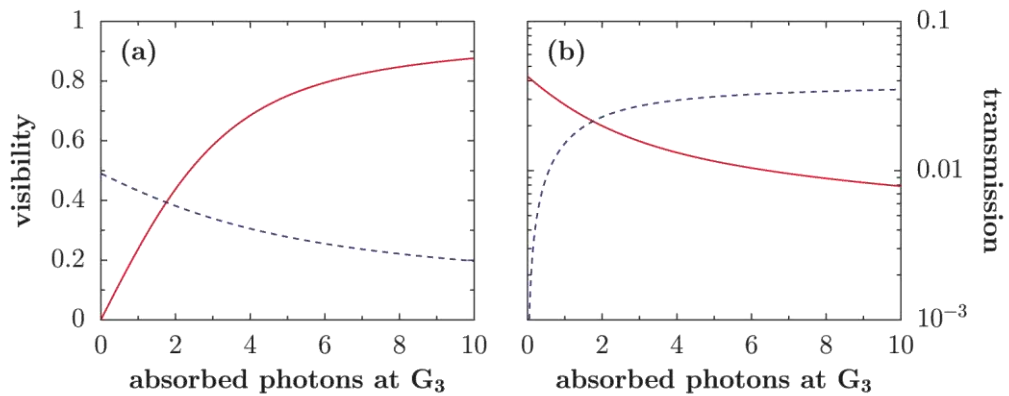 1
0.8
0.6
0.4
0.2
0
visibility
(a)
0 2 4 6 8 10
absorbed photons at G₃
(b)
0 2 4 6 8 10
absorbed photons at G₃
0.1
0.01
10⁻³
transmission